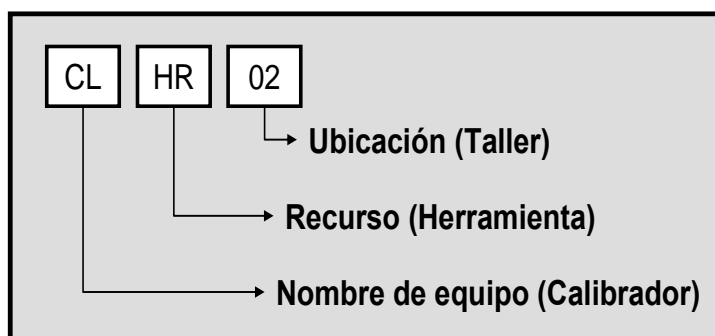 CL HR 02
Ubicación (Taller)
Recurso (Herramienta)
Nombre de equipo (Calibrador)